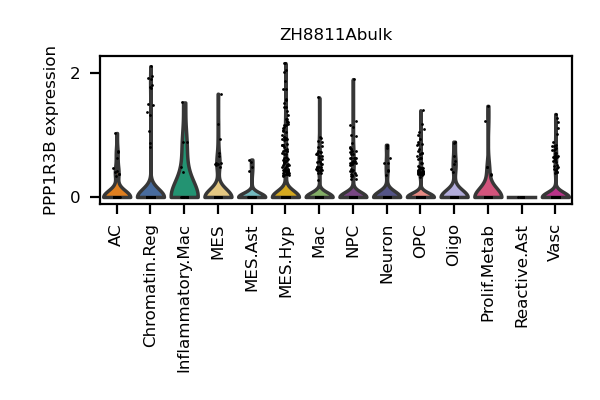 ZH8811Abulk
PPP1R3B expression
2
0
AC
Chromatin.Reg
Inflammatory.Mac
MES
MES.Ast
MES.Hyp
Mac
NPC
Neuron
OPC
Oligo
Prolif.Metab
Reactive.Ast
Vasc